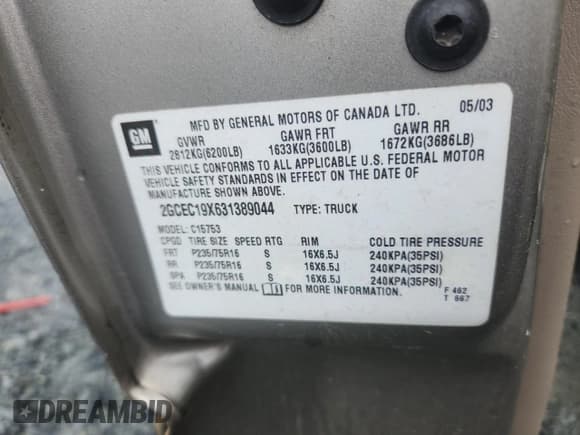 GM
MFD BY GENERAL MOTORS OF CANADA LTD. 05/03
GVWR GAWR FRT GAWR RR
2812KG(6200LB) 1633KG(3600LB) 1672KG(3686LB)
THIS VEHICLE CONFORMS TO ALL APPLICABLE U.S. FEDERAL MOTOR
VEHICLE SAFETY STANDARDS IN EFFECT ON THE DATE OF
MANUFACTURE SHOWN ABOVE.
2GCEC19X631389044 TYPE: TRUCK
MODEL: C15753
CPGD TIRE SIZE SPEED RTG RIM COLD TIRE PRESSURE
FRT P235/75R16 S 16X6.5J 240KPA(35PSI)
RR P235/75R16 S 16X6.5J 240KPA(35PSI)
SPA P235/75R16 S 16X6.5J 240KPA(35PSI)
SEE OWNER'S MANUAL FOR MORE INFORMATION.
F 462
T 667
DREAMBID